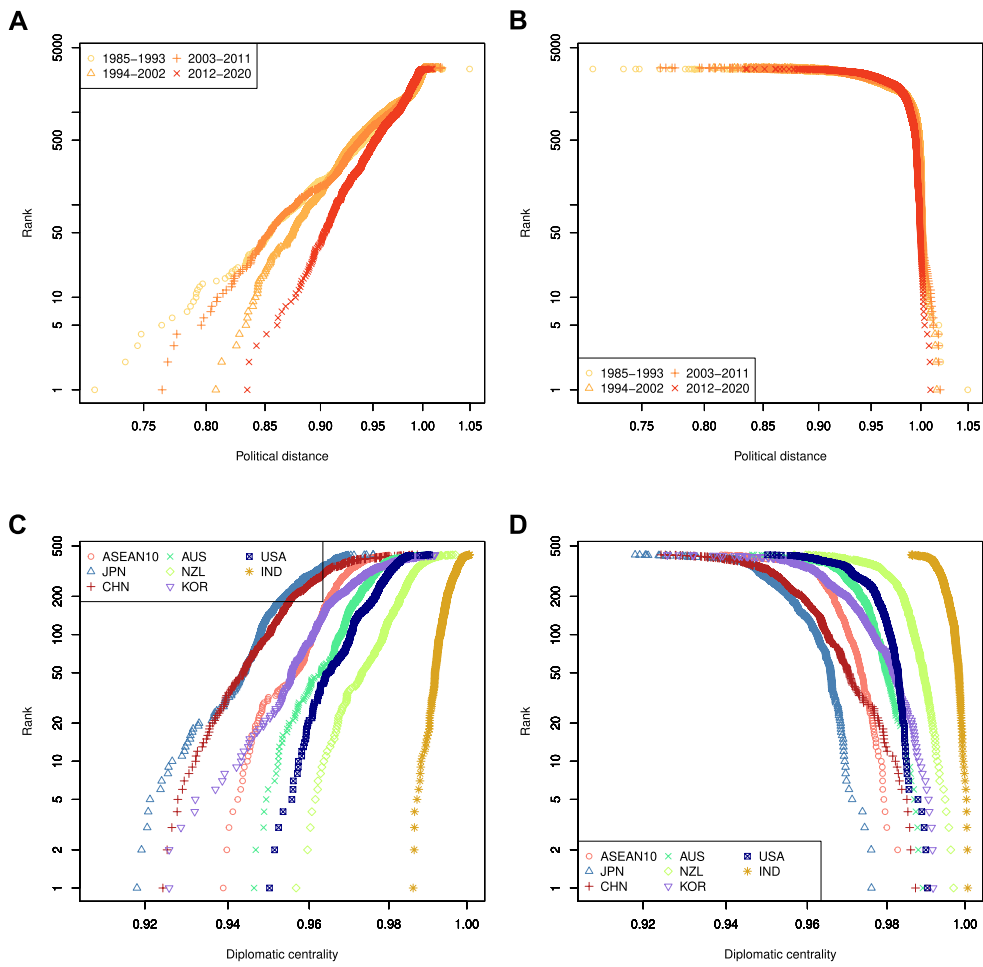 A
B
1985−1993 2003−2011
1994−2002 2012−2020
Rank
5000
500
50
10
5
1
0.75 0.80 0.85 0.90 0.95 1.00 1.05
Political distance
Rank
5000
500
50
10
5
1
1985−1993 2003−2011
1994−2002 2012−2020
0.75 0.80 0.85 0.90 0.95 1.00 1.05
Political distance
C
D
ASEAN10 AUS USA
JPN NZL IND
CHN KOR
Rank
500
200
100
50
20
10
5
2
1
0.92 0.94 0.96 0.98 1.00
Diplomatic centrality
Rank
500
200
100
50
20
10
5
2
1
ASEAN10 AUS USA
JPN NZL IND
CHN KOR
0.92 0.94 0.96 0.98 1.00
Diplomatic centrality